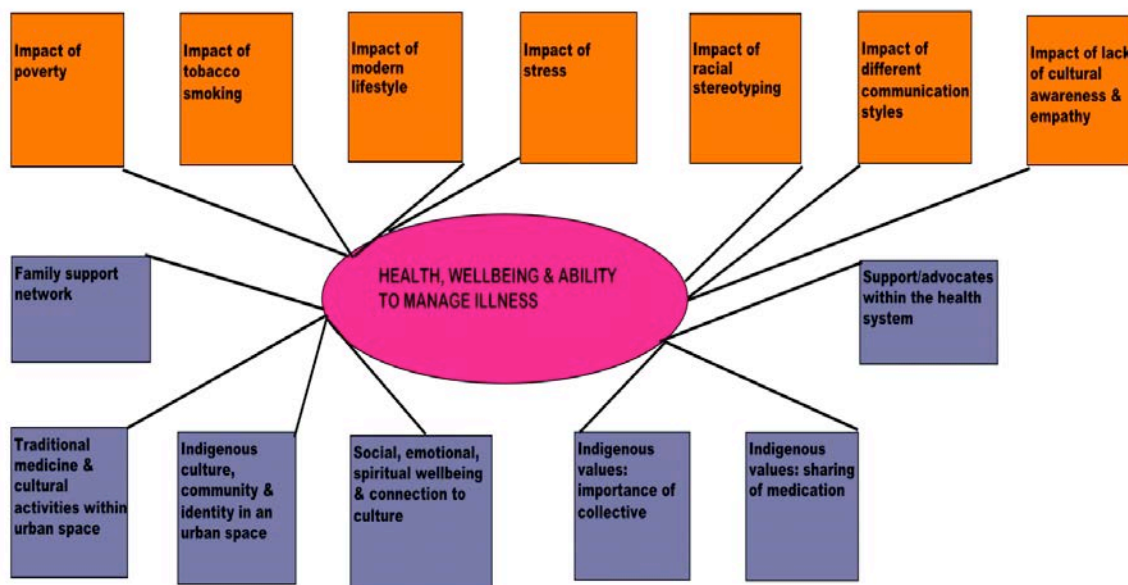 Impact of
poverty
Impact of
tobacco
smoking
Impact of
modern
lifestyle
Impact of
stress
Impact of
racial
stereotyping
Impact of
different
communication
styles
Impact of lack
of cultural
awareness &
empathy
Family support
network
HEALTH, WELLBEING & ABILITY
TO MANAGE ILLNESS
Support/advocates
within the health
system
Traditional
medicine &
cultural
activities within
urban space
Indigenous
culture,
community &
identity in an
urban space
Social, emotional,
spiritual wellbeing
& connection to
culture
Indigenous
values:
importance of
collective
Indigenous
values: sharing
of medication